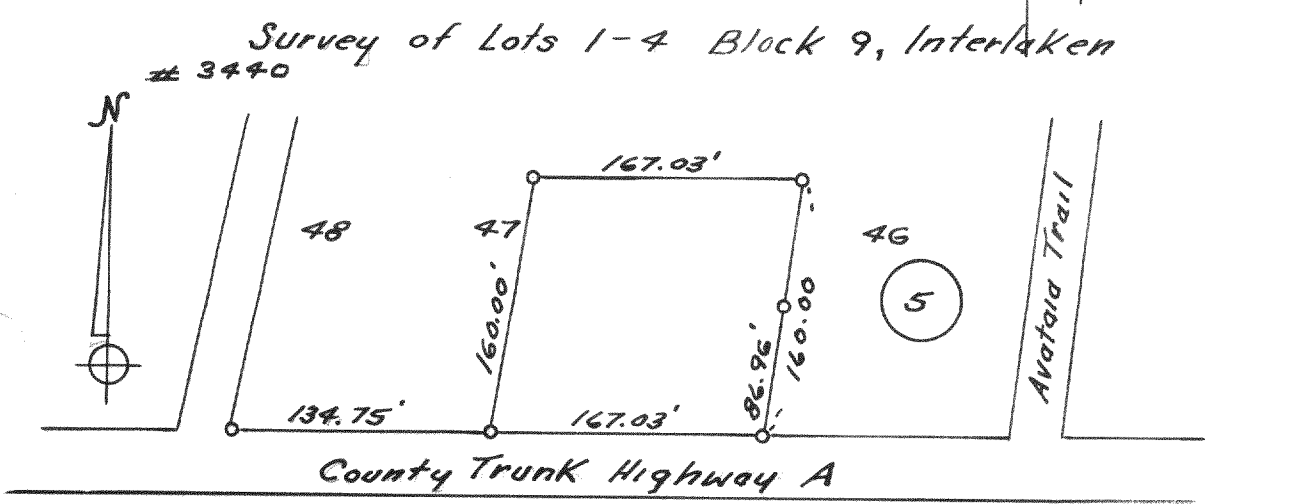 Survey of Lots 1-4 Block 9, Interlaken
# 3440
N
167.03'
48
47
46
5
160.00'
86.96'
160.00
Avatald Trail
134.75'
167.03'
County Trunk Highway A